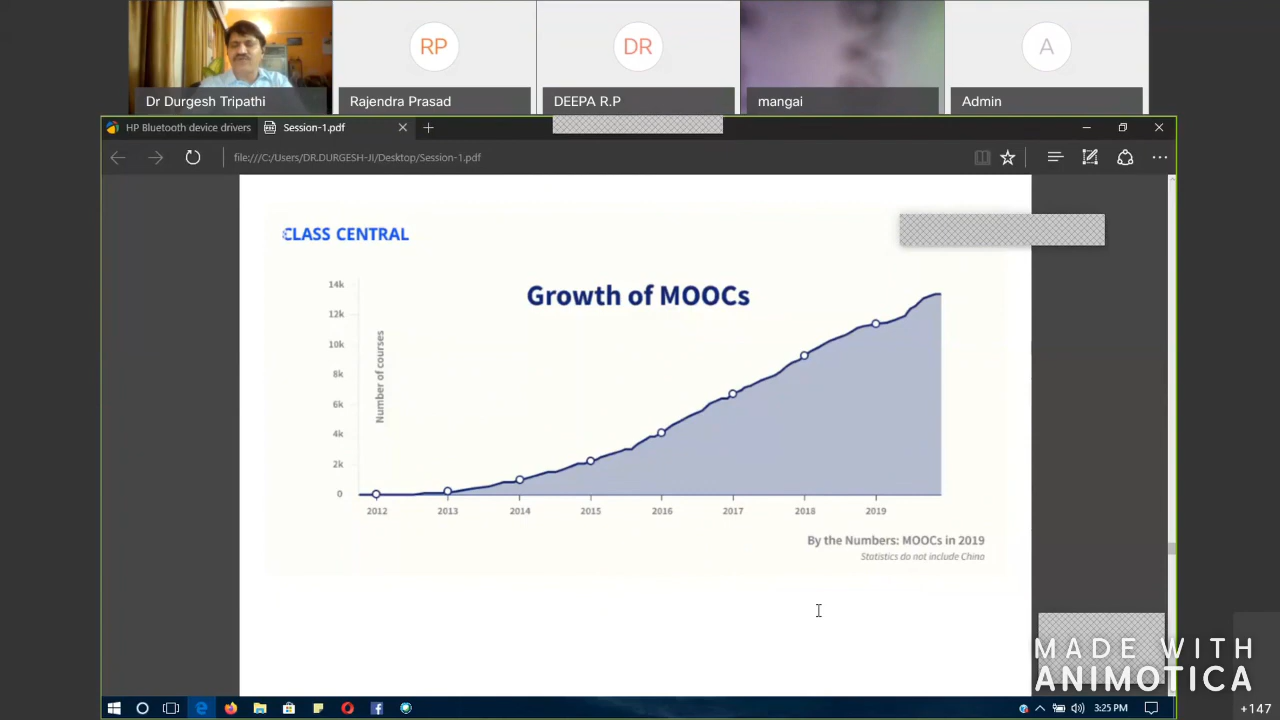 RP
DR
A
Dr Durgesh Tripathi
Rajendra Prasad
DEEPA R.P
mangai
Admin
HP Bluetooth device drivers
Session-1.pdf
file:///C:/Users/DR.DURGESH-JI/Desktop/Session-1.pdf
CLASS CENTRAL
Growth of MOOCs
14k
12k
10k
8k
6k
4k
2k
0
Number of courses
2012 2013 2014 2015 2016 2017 2018 2019
By the Numbers: MOOCs in 2019
Statistics do not include China
MADE WITH
ANIMOTICA
3:25 PM
+147